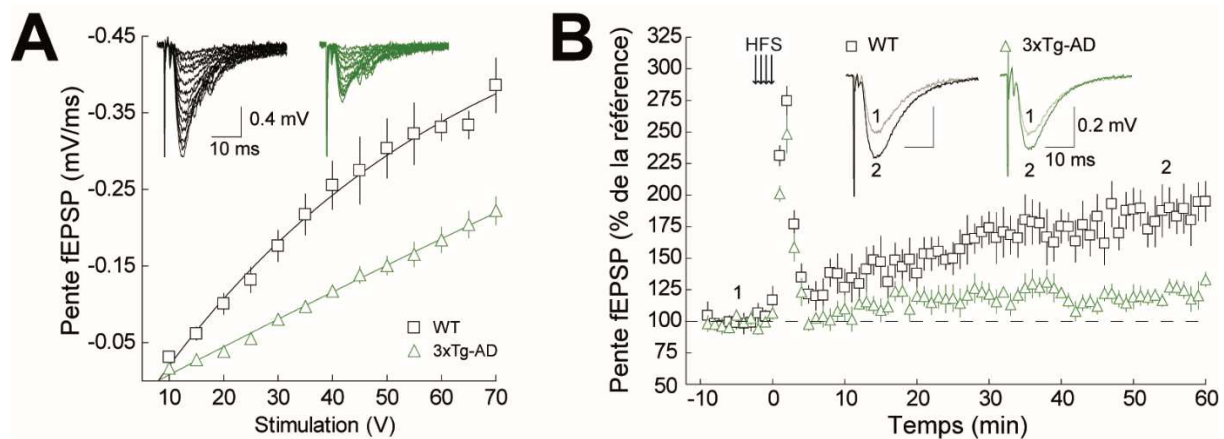 A
-0.45
-0.35
-0.25
-0.15
-0.05
Pente fEPSP (mV/ms)
0.4 mV
10 ms
WT
3xTg-AD
10 20 30 40 50 60 70
Stimulation (V)
B
325
300
275
250
225
200
175
150
125
100
75
50
Pente fEPSP (% de la référence)
HFS
WT
3xTg-AD
1
2
1
2
0.2 mV
10 ms
1
2
-10 0 10 20 30 40 50 60
Temps (min)